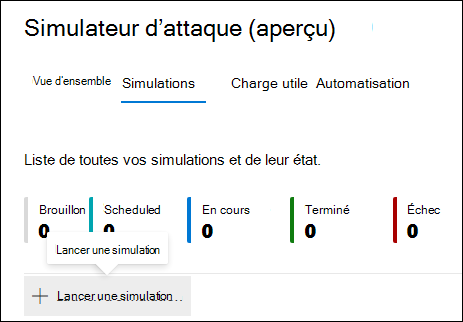 Simulateur d'attaque (aperçu)
Vue d'ensemble Simulations Charge utile Automatisation
Liste de toutes vos simulations et de leur état.
Brouillon Scheduled En cours Terminé Échec
0 0 0 0 0
Lancer une simulation
+ Lancer une simulation